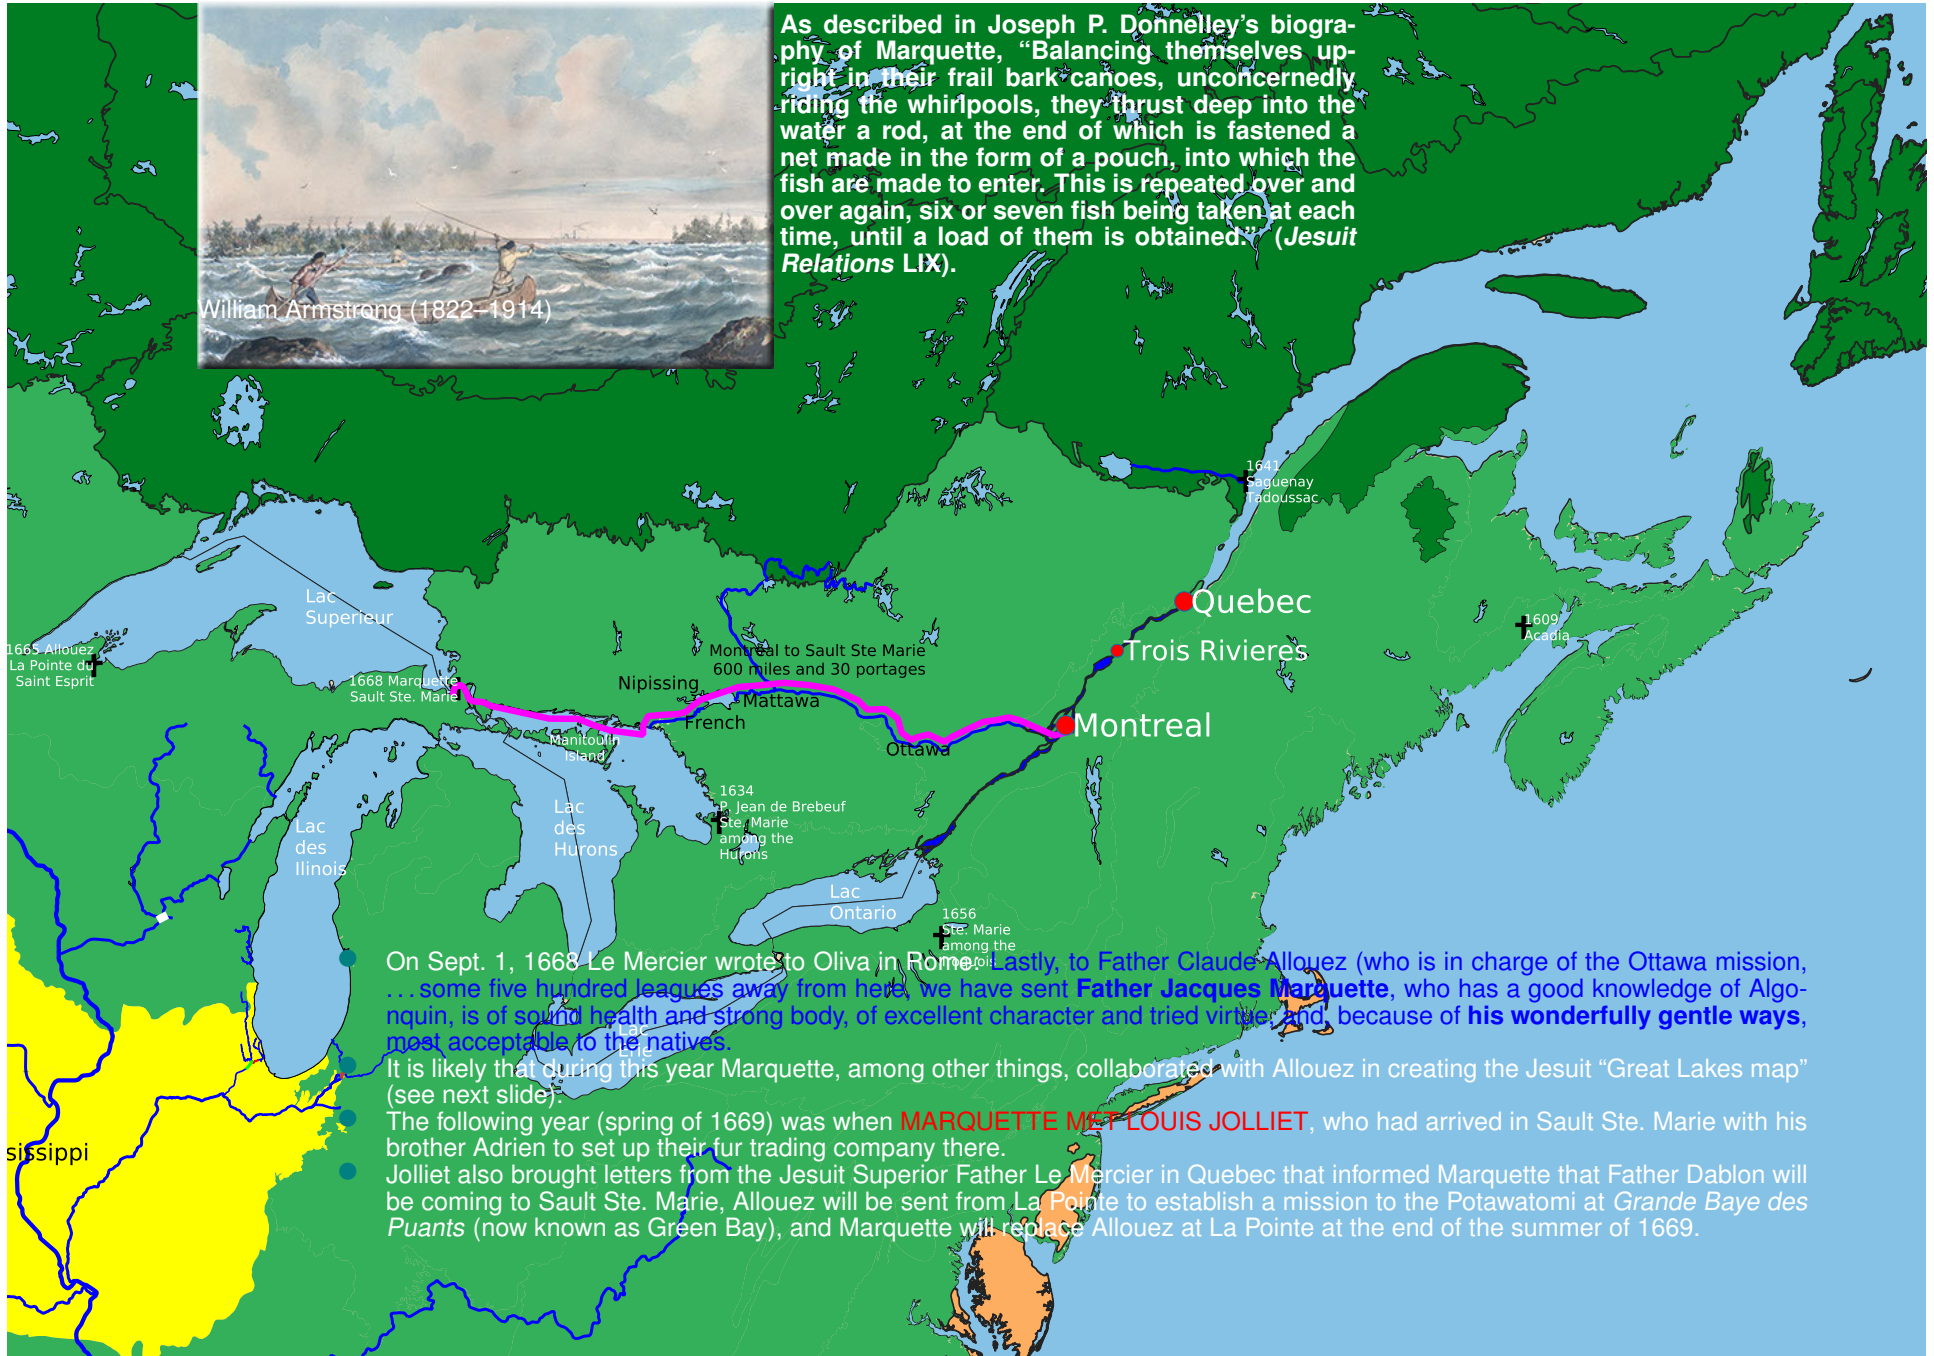 As described in Joseph P. Donnelley’s biogra-
phy of Marquette, “Balancing themselves up-
right in their frail bark canoes, unconcernedly
riding the whirlpools, they thrust deep into the
water a rod, at the end of which is fastened a
net made in the form of a pouch, into which the
fish are made to enter. This is repeated over and
over again, six or seven fish being taken at each
time, until a load of them is obtained.” (Jesuit
Relations LIX).
William Armstrong (1822–1914)
1641
Saguenay
Tadoussac
Lac
Superieur
Quebec
1609
Acadia
Trois Rivieres
1665 Allouez
La Pointe du
Saint Esprit
Montreal to Sault Ste Marie
600 miles and 30 portages
1668 Marquette
Sault Ste. Marie
Nipissing
Mattawa
French
Montreal
Manitoulin
Island
Ottawa
1634
P. Jean de Brebeuf
Ste. Marie
among the
Hurons
Lac
des
Hurons
Lac
des
Ilinois
Lac
Ontario
1656
Ste. Marie
among the
Iroquois
On Sept. 1, 1668 Le Mercier wrote to Oliva in Rome: Lastly, to Father Claude Allouez (who is in charge of the Ottawa mission,
...some five hundred leagues away from here, we have sent Father Jacques Marquette, who has a good knowledge of Algo-
nquin, is of sound health and strong body, of excellent character and tried virtue; and, because of his wonderfully gentle ways,
most acceptable to the natives.
Lac
Erie
It is likely that during this year Marquette, among other things, collaborated with Allouez in creating the Jesuit “Great Lakes map”
(see next slide).
The following year (spring of 1669) was when MARQUETTE MET LOUIS JOLLIET, who had arrived in Sault Ste. Marie with his
brother Adrien to set up their fur trading company there.
sissippi
Jolliet also brought letters from the Jesuit Superior Father Le Mercier in Quebec that informed Marquette that Father Dablon will
be coming to Sault Ste. Marie, Allouez will be sent from La Pointe to establish a mission to the Potawatomi at Grande Baye des
Puants (now known as Green Bay), and Marquette will replace Allouez at La Pointe at the end of the summer of 1669.